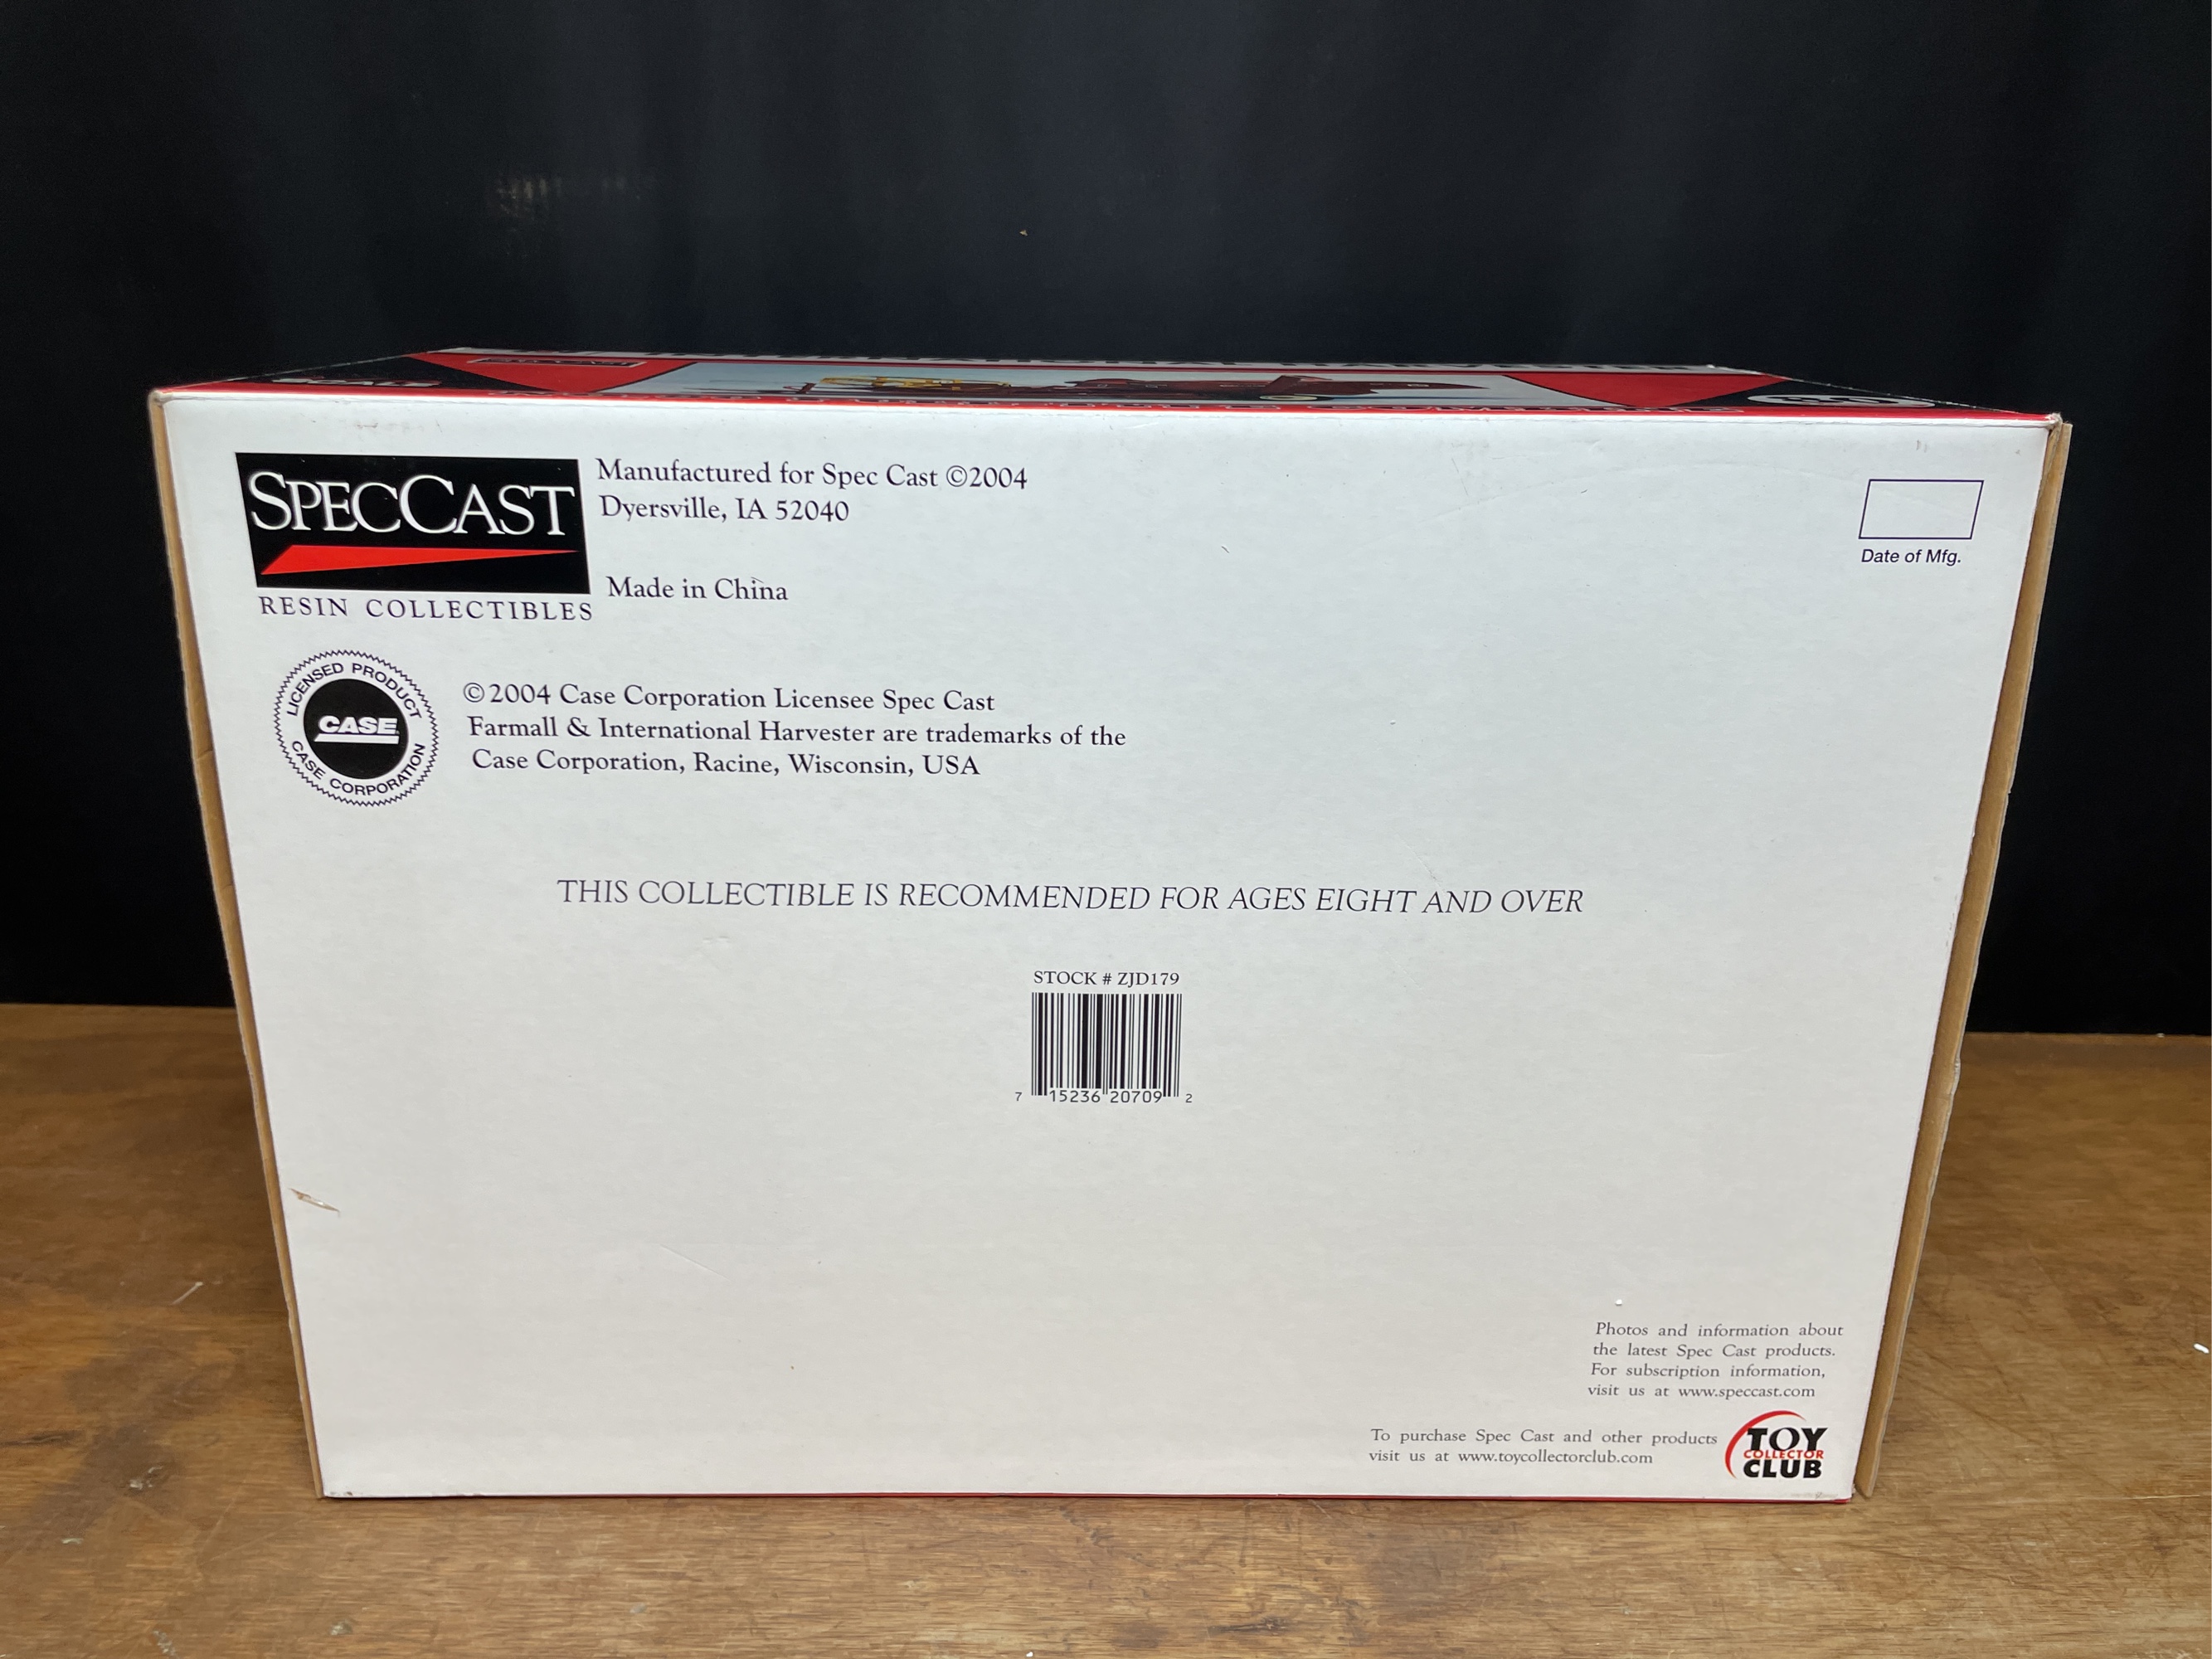 SCALE
80
SPECCAST
RESIN COLLECTIBLES
Manufactured for Spec Cast ©2004
Dyersville, IA 52040
Made in China
Date of Mfg.
LICENSED PRODUCT
CASE
CASE CORPORATION
©2004 Case Corporation Licensee Spec Cast
Farmall & International Harvester are trademarks of the
Case Corporation, Racine, Wisconsin, USA
THIS COLLECTIBLE IS RECOMMENDED FOR AGES EIGHT AND OVER
STOCK # ZJD179
7 15236 20709 2
Photos and information about
the latest Spec Cast products.
For subscription information,
visit us at www.speccast.com
To purchase Spec Cast and other products
visit us at www.toycollectorclub.com
TOY
COLLECTOR
CLUB